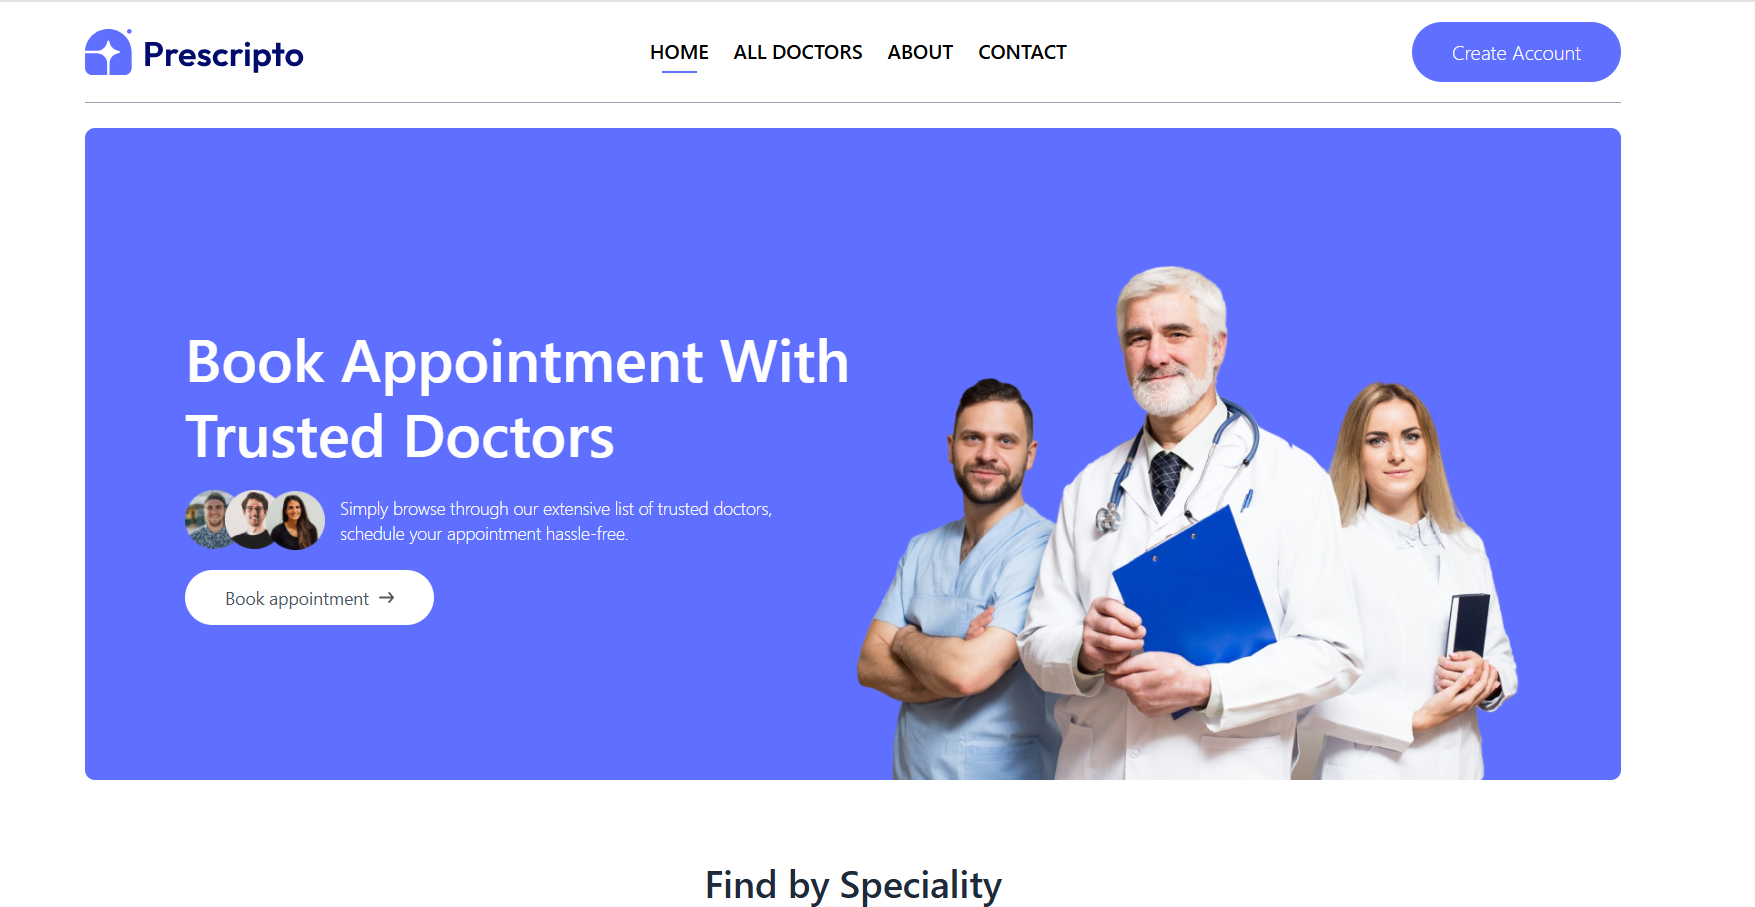 Prescripto
HOME
ALL DOCTORS
ABOUT
CONTACT
Create Account
Book Appointment With
Trusted Doctors
Simply browse through our extensive list of trusted doctors,
schedule your appointment hassle-free.
Book appointment →
Find by Speciality